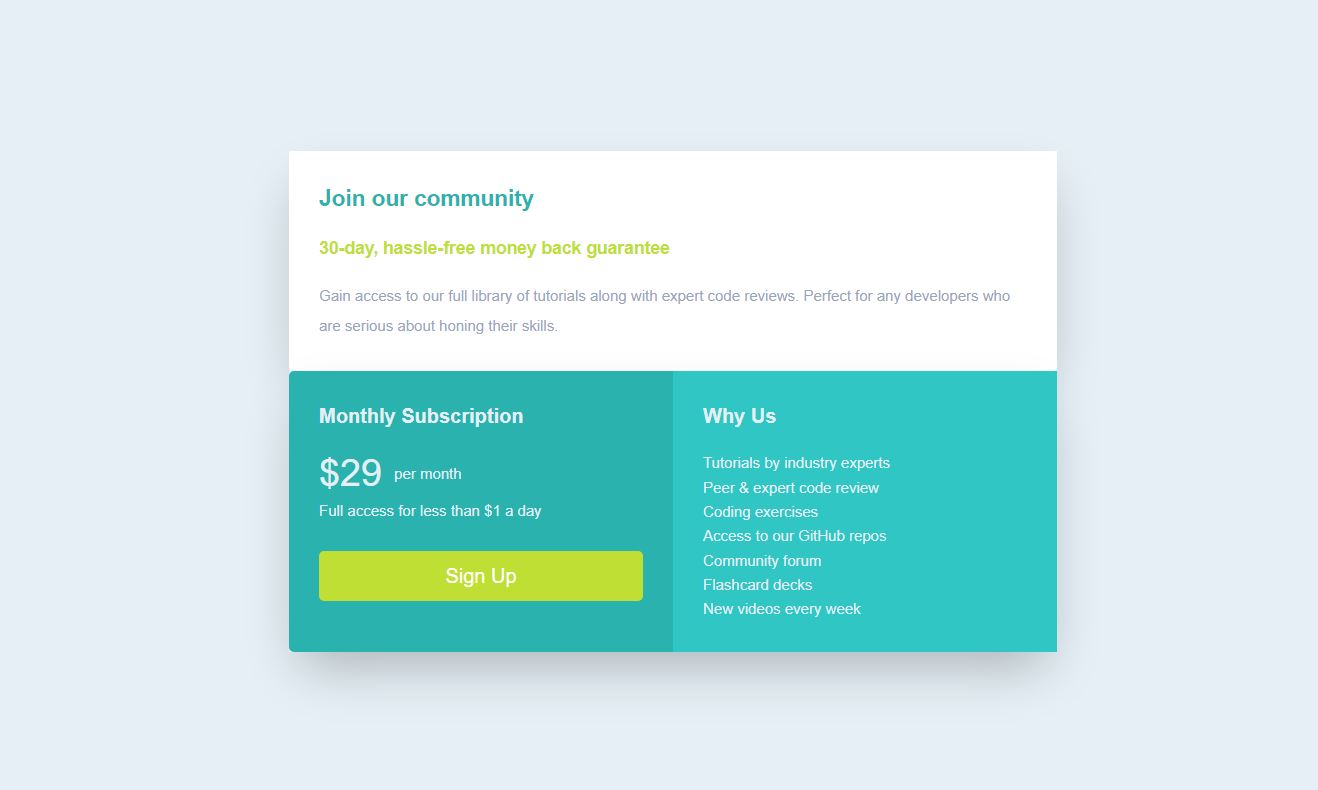 Join our community
30-day, hassle-free money back guarantee
Gain access to our full library of tutorials along with expert code reviews. Perfect for any developers who
are serious about honing their skills.
Monthly Subscription
$29 per month
Full access for less than $1 a day
Sign Up
Why Us
Tutorials by industry experts
Peer & expert code review
Coding exercises
Access to our GitHub repos
Community forum
Flashcard decks
New videos every week